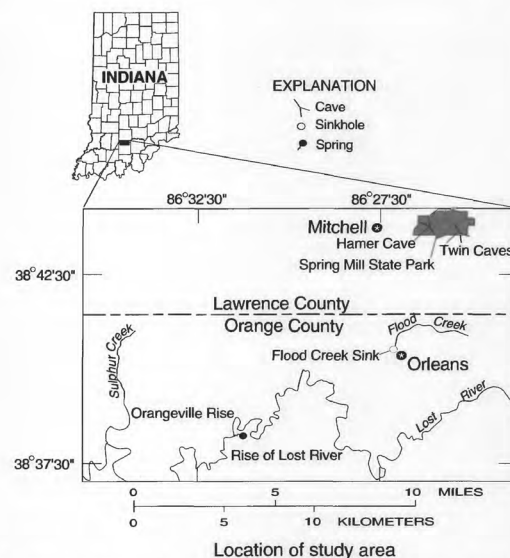 INDIANA
EXPLANATION
Cave
Sinkhole
Spring
86°32'30"
86°27'30"
Mitchell
Hamer Cave
Twin Caves
Spring Mill State Park
38°42'30"
Lawrence County
Orange County
Flood Creek
Sulphur Creek
Flood Creek Sink
Orleans
Orangeville Rise
Lost River
Rise of Lost River
38°37'30"
0 5 10 MILES
0 5 10 KILOMETERS
Location of study area